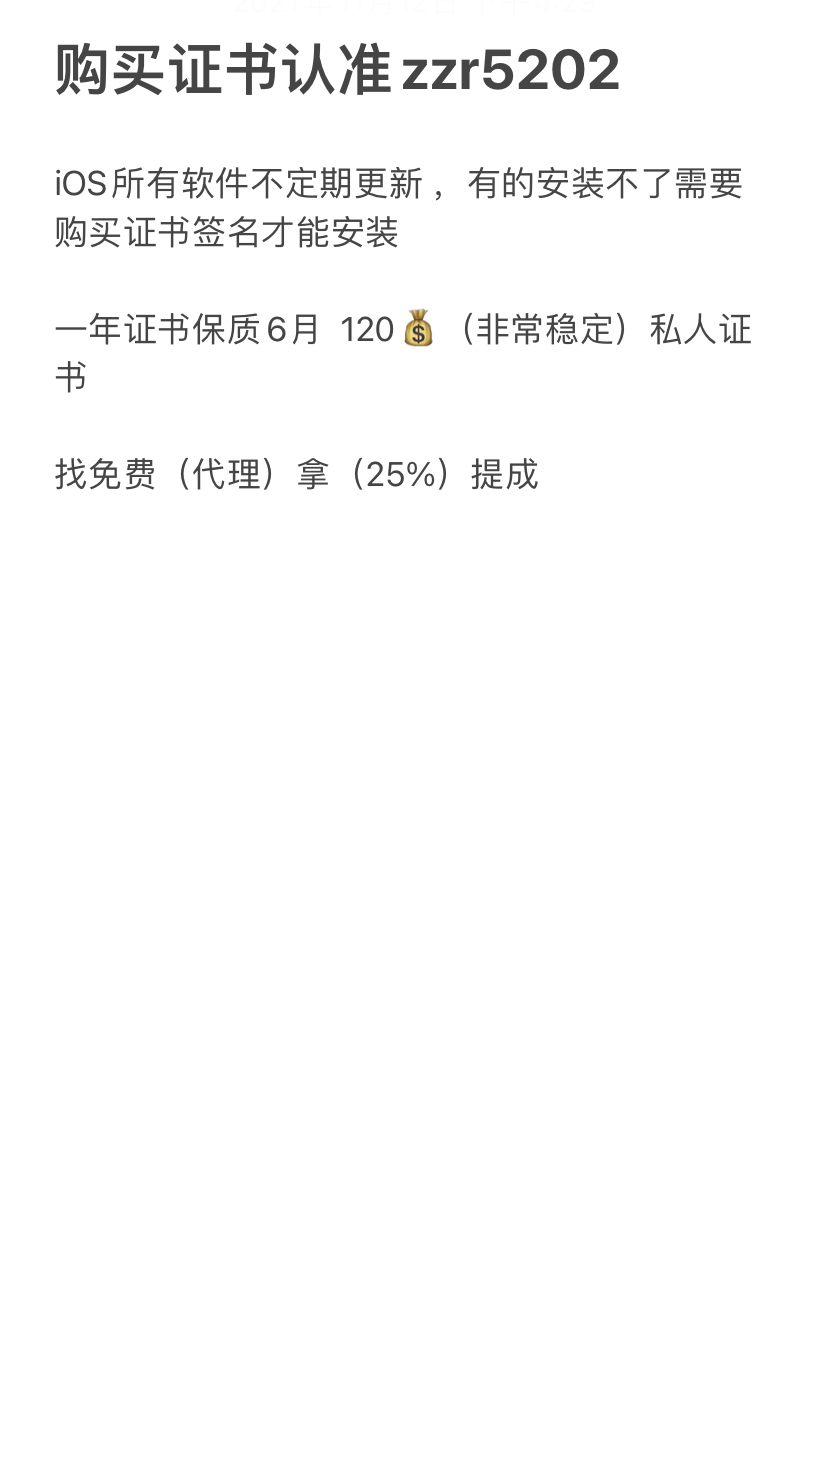 购买证书认准zzr5202
iOS所有软件不定期更新，有的安装不了需要
购买证书签名才能安装
一年证书保质6月 120💰（非常稳定）私人证
书
找免费（代理）拿（25%）提成